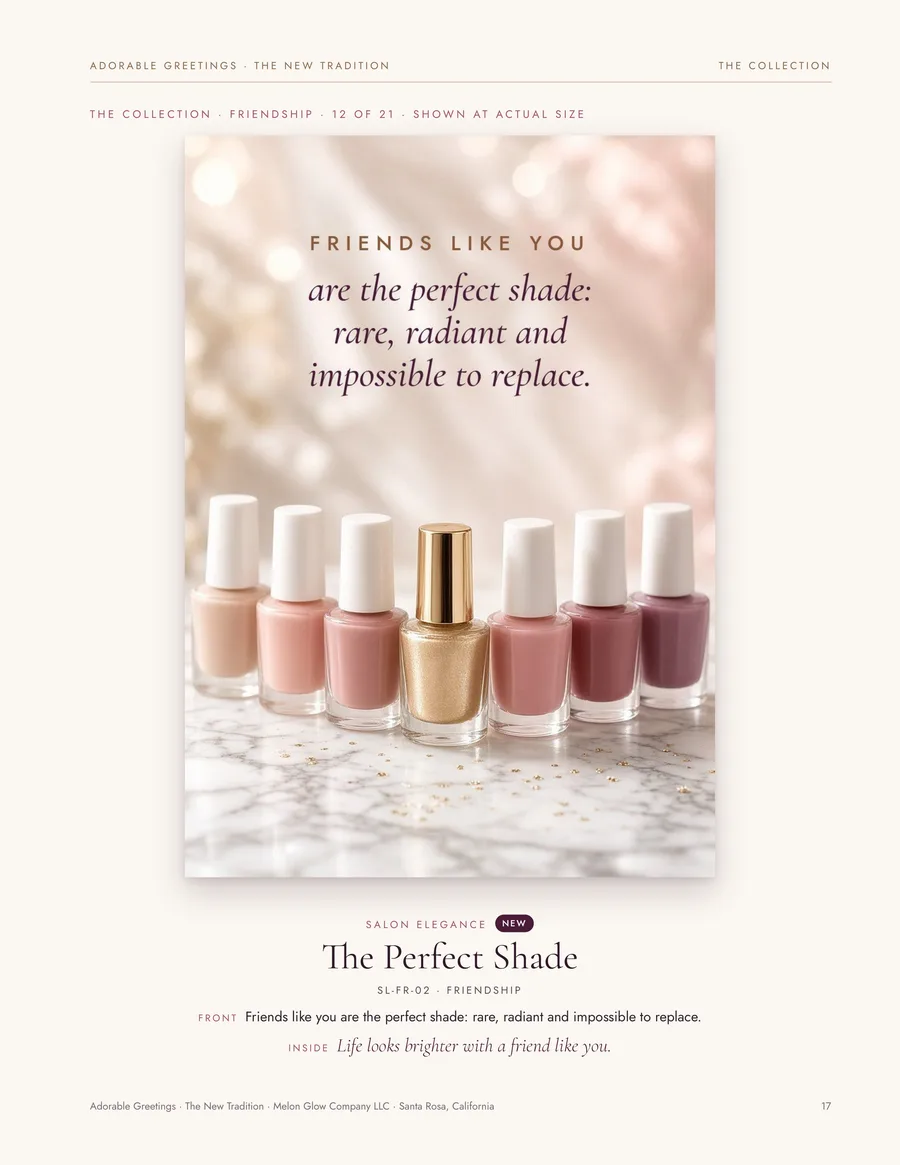 ADORABLE GREETINGS · THE NEW TRADITION
THE COLLECTION
THE COLLECTION · FRIENDSHIP · 12 OF 21 · SHOWN AT ACTUAL SIZE
FRIENDS LIKE YOU
are the perfect shade:
rare, radiant and
impossible to replace.
SALON ELEGANCE NEW
The Perfect Shade
SL-FR-02 · FRIENDSHIP
FRONT Friends like you are the perfect shade: rare, radiant and impossible to replace.
INSIDE Life looks brighter with a friend like you.
Adorable Greetings · The New Tradition · Melon Glow Company LLC · Santa Rosa, California
17